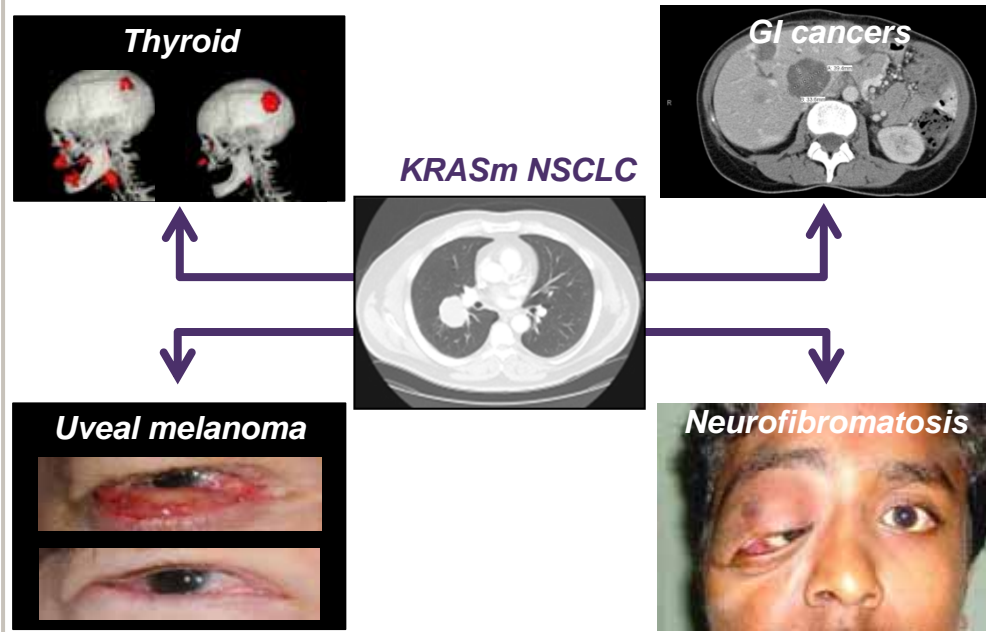 Thyroid
GI cancers
KRASm NSCLC
R
Uveal melanoma
Neurofibromatosis